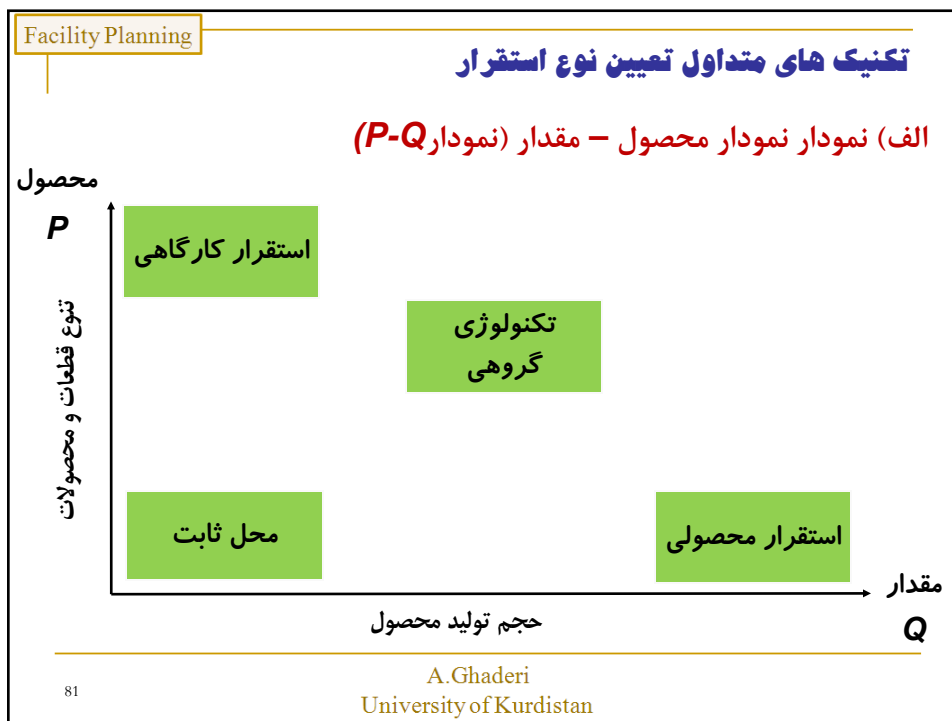 Facility Planning
تکنیک های متداول تعیین نوع استقرار
الف) نمودار نمودار محصول – مقدار (نمودار P-Q)
محصول
P
تنوع قطعات و محصولات
استقرار کارگاهی
تکنولوژی
گروهی
محل ثابت
استقرار محصولی
مقدار
Q
حجم تولید محصول
81
A.Ghaderi
University of Kurdistan